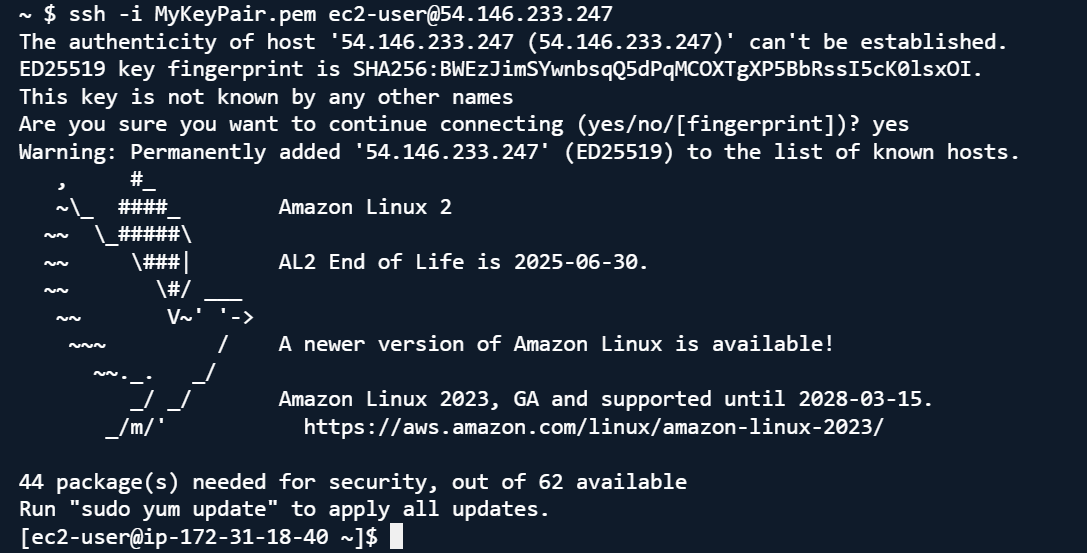 ~ $ ssh -i MyKeyPair.pem ec2-user@54.146.233.247
The authenticity of host '54.146.233.247 (54.146.233.247)' can't be established.
ED25519 key fingerprint is SHA256:BWEzJimSYwnbsqQ5dPqMCOXTgXP5BbRssI5cK0lsxOI.
This key is not known by any other names
Are you sure you want to continue connecting (yes/no/[fingerprint])? yes
Warning: Permanently added '54.146.233.247' (ED25519) to the list of known hosts.
   ,     #_
   ~\_  ####_        Amazon Linux 2
  ~~  \_#####\
  ~~     \###|       AL2 End of Life is 2025-06-30.
  ~~       \#/ ___
   ~~       V~' '->
    ~~~         /    A newer version of Amazon Linux is available!
      ~~._.   _/
         _/ _/       Amazon Linux 2023, GA and supported until 2028-03-15.
       _/m/'           https://aws.amazon.com/linux/amazon-linux-2023/
44 package(s) needed for security, out of 62 available
Run "sudo yum update" to apply all updates.
[ec2-user@ip-172-31-18-40 ~]$